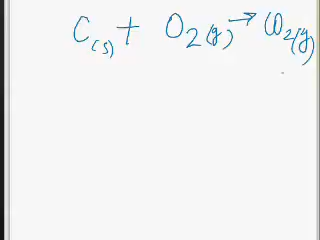 C(s) + O2(g) → CO2(g)